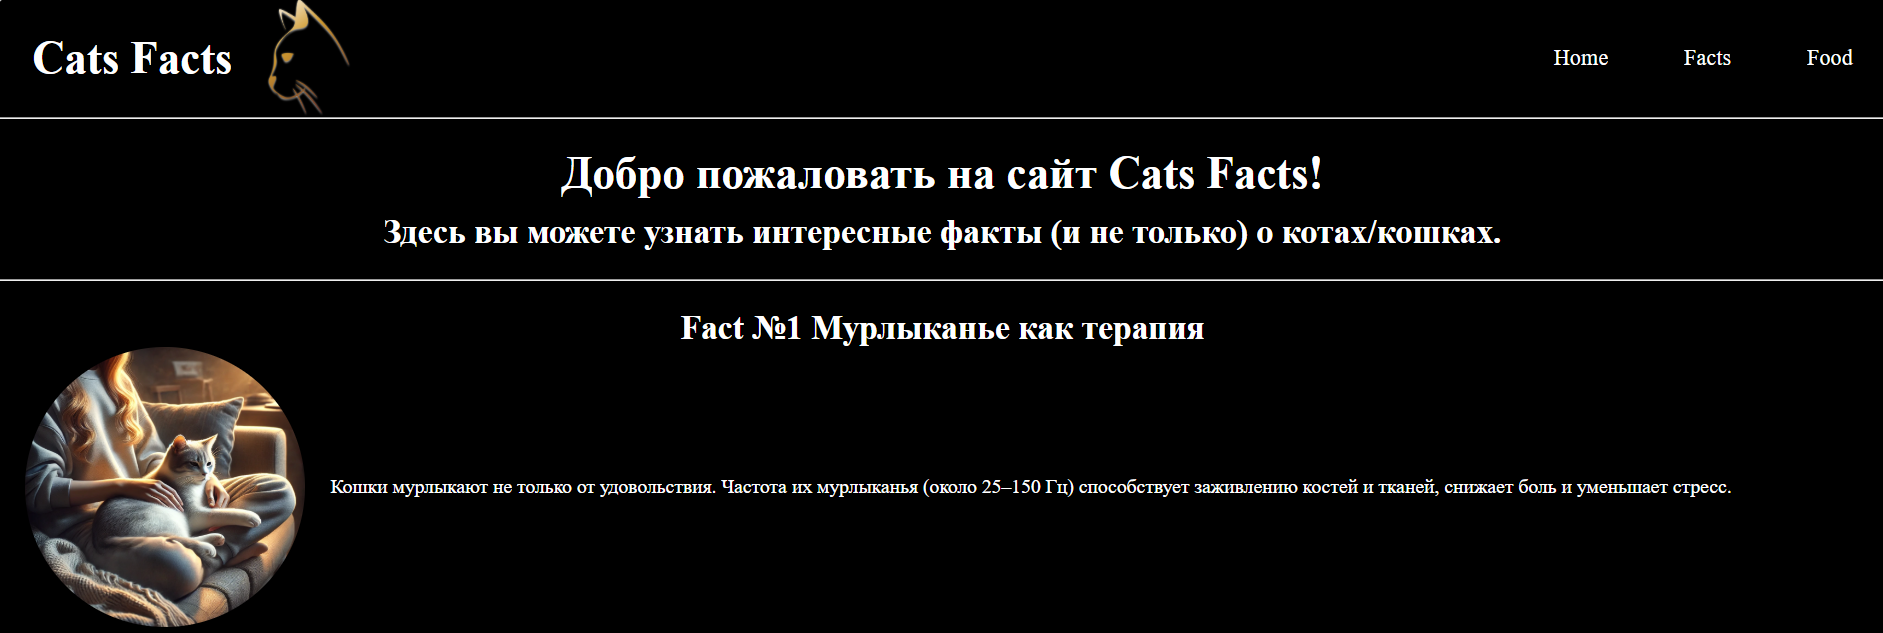 Cats Facts
Home Facts Food
Добро пожаловать на сайт Cats Facts!
Здесь вы можете узнать интересные факты (и не только) о котах/кошках.
Fact №1 Мурлыканье как терапия
Кошки мурлыкают не только от удовольствия. Частота их мурлыканья (около 25–150 Гц) способствует заживлению костей и тканей, снижает боль и уменьшает стресс.